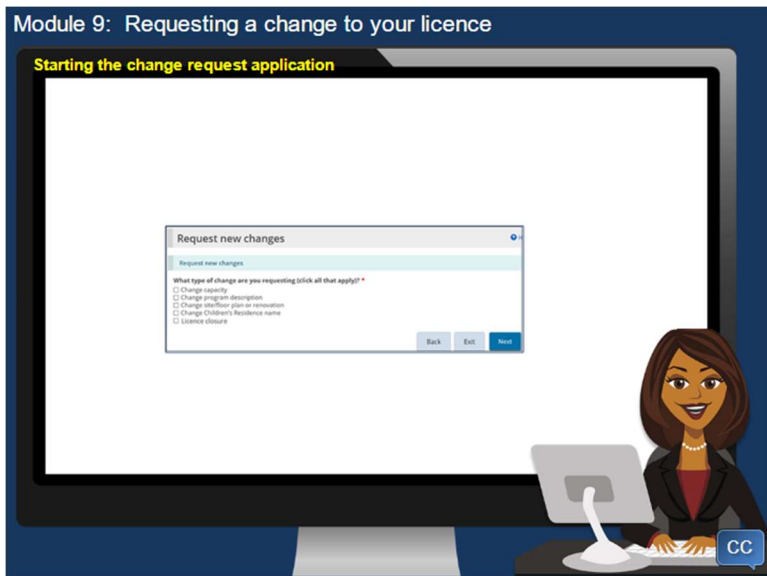 Module 9: Requesting a change to your licence
Starting the change request application
Request new changes
Request new changes
What type of change are you requesting (click all that apply)? *
Change capacity
Change program description
Change site/floor plan or renovation
Change Children's Residence name
Licence closure
Back Exit Next
CC